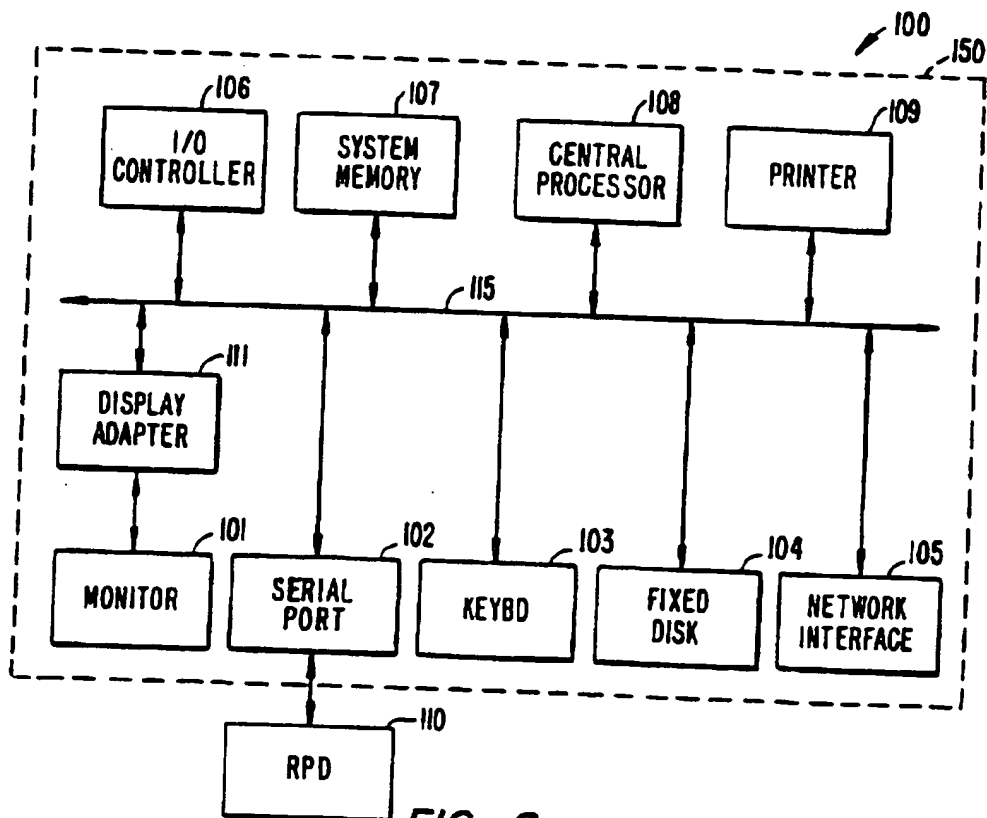 100
150
106
I/O
CONTROLLER
107
SYSTEM
MEMORY
108
CENTRAL
PROCESSOR
109
PRINTER
115
111
DISPLAY
ADAPTER
101
MONITOR
102
SERIAL
PORT
103
KEYBD
104
FIXED
DISK
105
NETWORK
INTERFACE
110
RPD